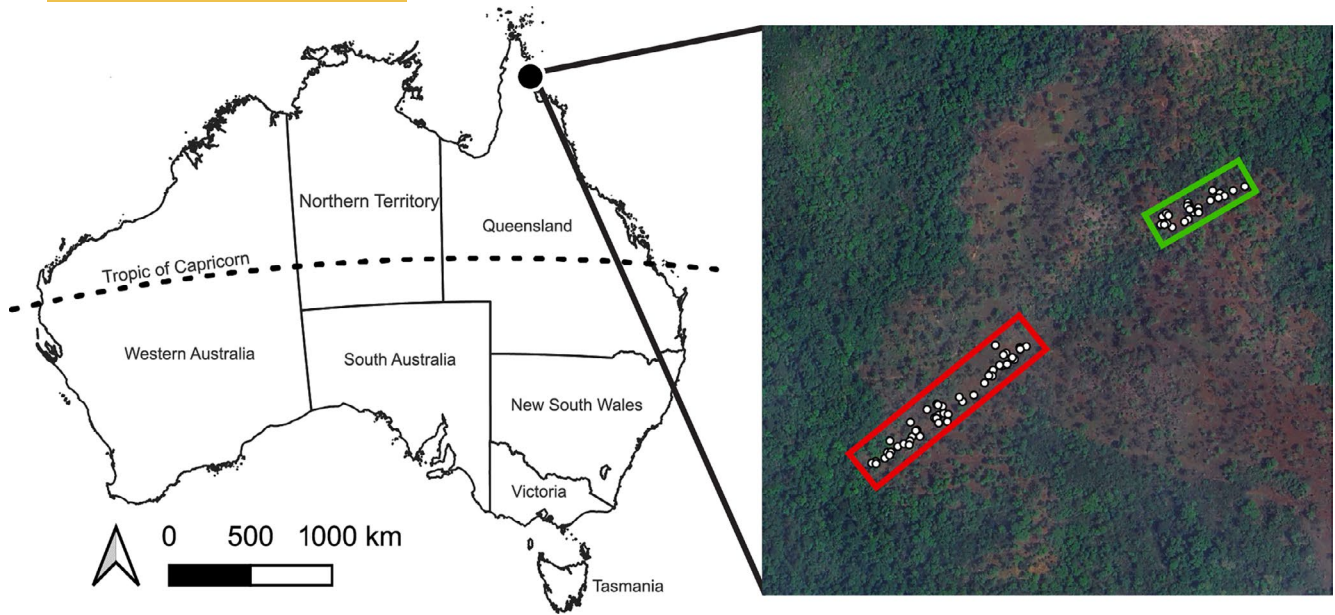 Northern Territory
Queensland
Tropic of Capricorn
Western Australia
South Australia
New South Wales
Victoria
0 500 1000 km
Tasmania